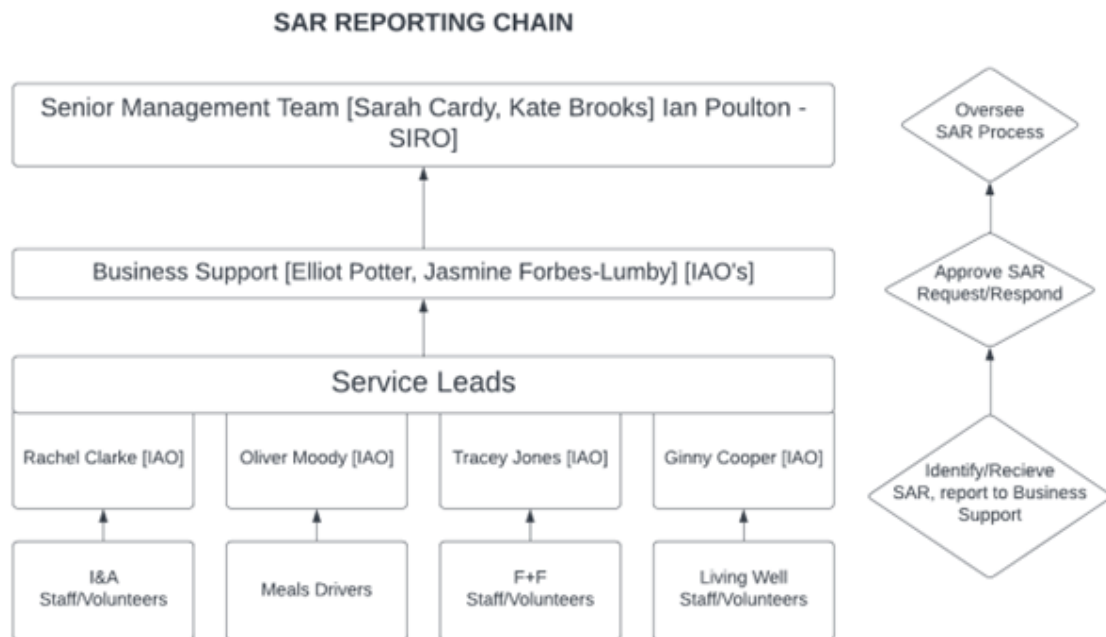 SAR REPORTING CHAIN
Senior Management Team [Sarah Cardy, Kate Brooks] Ian Poulton -
SIRO]
Oversee
SAR Process
Business Support [Elliot Potter, Jasmine Forbes-Lumby] [IAO's]
Approve SAR
Request/Respond
Service Leads
Rachel Clarke [IAO]
Oliver Moody [IAO]
Tracey Jones [IAO]
Ginny Cooper [IAO]
Identify/Recieve
SAR, report to Business
Support
I&A
Staff/Volunteers
Meals Drivers
F+F
Staff/Volunteers
Living Well
Staff/Volunteers